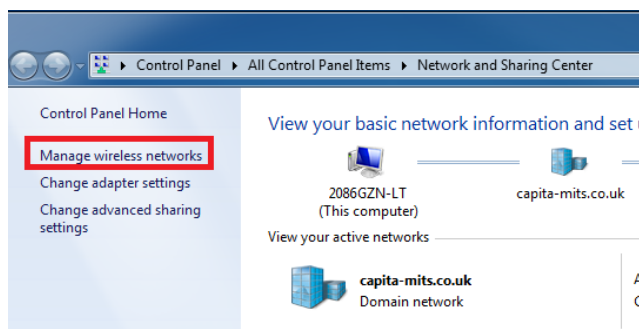 Control Panel ▸ All Control Panel Items ▸ Network and Sharing Center
Control Panel Home
Manage wireless networks
Change adapter settings
Change advanced sharing
settings
View your basic network information and set
2086GZN-LT
(This computer)
capita-mits.co.uk
View your active networks
capita-mits.co.uk
Domain network